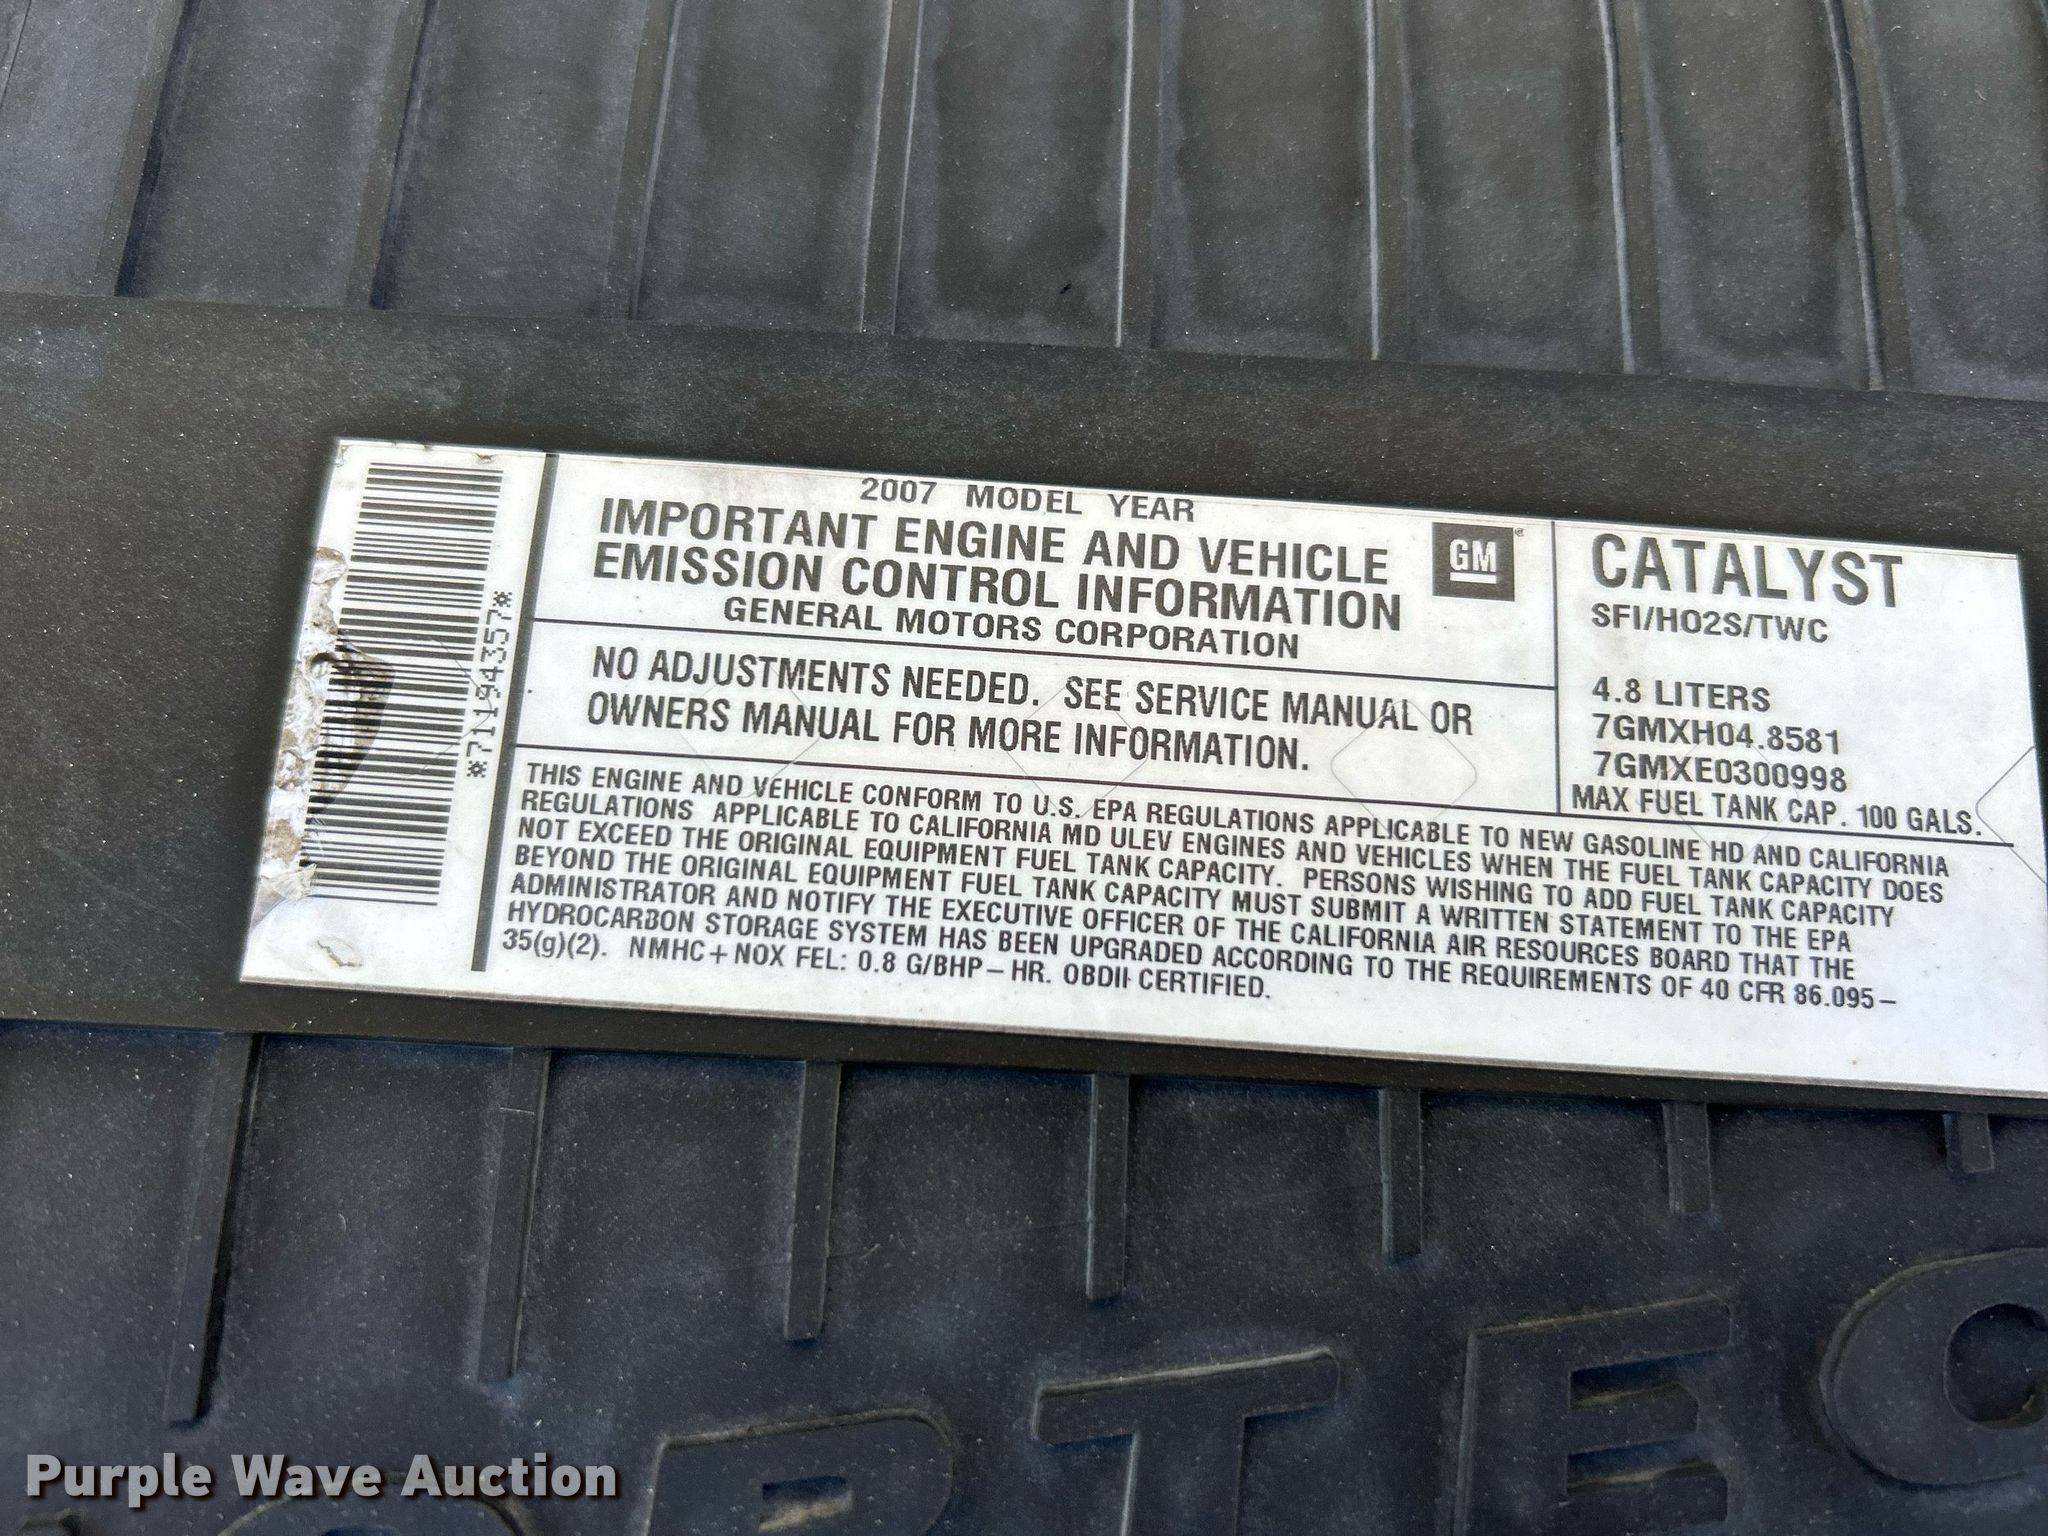 *71194357*
2007 MODEL YEAR
IMPORTANT ENGINE AND VEHICLE
EMISSION CONTROL INFORMATION
GENERAL MOTORS CORPORATION
GM
NO ADJUSTMENTS NEEDED. SEE SERVICE MANUAL OR
OWNERS MANUAL FOR MORE INFORMATION.
CATALYST
SFI/HO2S/TWC
4.8 LITERS
7GMXH04.8581
7GMXE0300998
MAX FUEL TANK CAP. 100 GALS.
THIS ENGINE AND VEHICLE CONFORM TO U.S. EPA REGULATIONS APPLICABLE TO NEW GASOLINE HD AND CALIFORNIA
REGULATIONS APPLICABLE TO CALIFORNIA MD ULEV ENGINES AND VEHICLES WHEN THE FUEL TANK CAPACITY DOES
NOT EXCEED THE ORIGINAL EQUIPMENT FUEL TANK CAPACITY. PERSONS WISHING TO ADD FUEL TANK CAPACITY
BEYOND THE ORIGINAL EQUIPMENT FUEL TANK CAPACITY MUST SUBMIT A WRITTEN STATEMENT TO THE EPA
ADMINISTRATOR AND NOTIFY THE EXECUTIVE OFFICER OF THE CALIFORNIA AIR RESOURCES BOARD THAT THE
HYDROCARBON STORAGE SYSTEM HAS BEEN UPGRADED ACCORDING TO THE REQUIREMENTS OF 40 CFR 86.095-
35(g)(2). NMHC+NOX FEL: 0.8 G/BHP-HR. OBDII CERTIFIED.
ORTEC
Purple Wave Auction